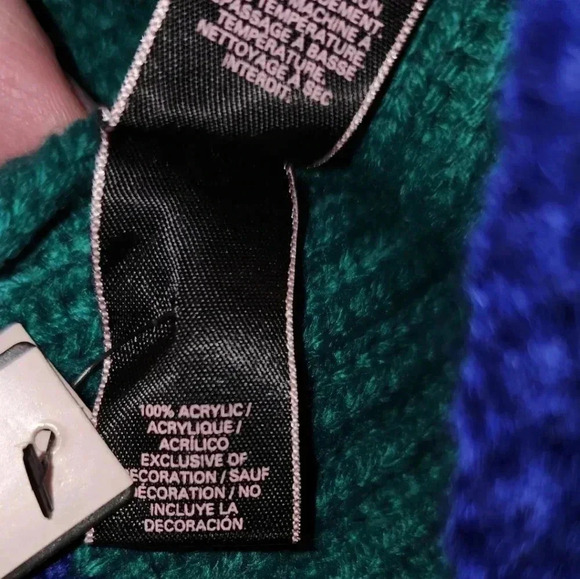 MACHINE À
TEMPÉRATURE.
PASSAGE À BASSE
TEMPÉRATURE.
NETTOYAGE À SEC
INTERDIT.
100% ACRYLIC /
ACRYLIQUE /
ACRÍLICO
EXCLUSIVE OF
DECORATION / SAUF
DÉCORATION / NO
INCLUYE LA
DECORACIÓN